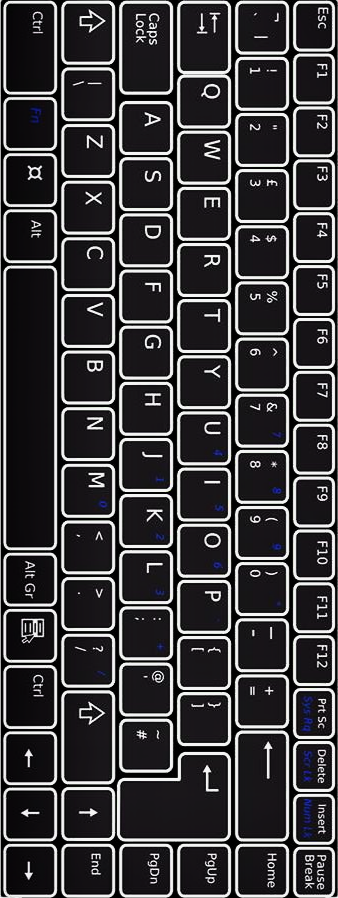 Esc F1 F2 F3 F4 F5 F6 F7 F8 F9 F10 F11 F12 Prt Sc Sys Rq Delete Scr Lk Insert Num Lk Pause Break
` ¬ | ! 1 " 2 £ 3 $ 4 % 5 ^ 6 & 7 7 * 8 8 ( 9 9 ) 0 * _ - + = ← Home
Q W E R T Y U 4 I 5 O 6 P - { [ } ] ↵ PgUp
Caps Lock A S D F G H J 1 K 2 L 3 : ; + @ ' ~ # PgDn
⇧ | \ Z X C V B N M 0 < , > . ? / / ⇧ ↑ End
Ctrl Fn ¤ Alt Alt Gr Ctrl ← ↓ →